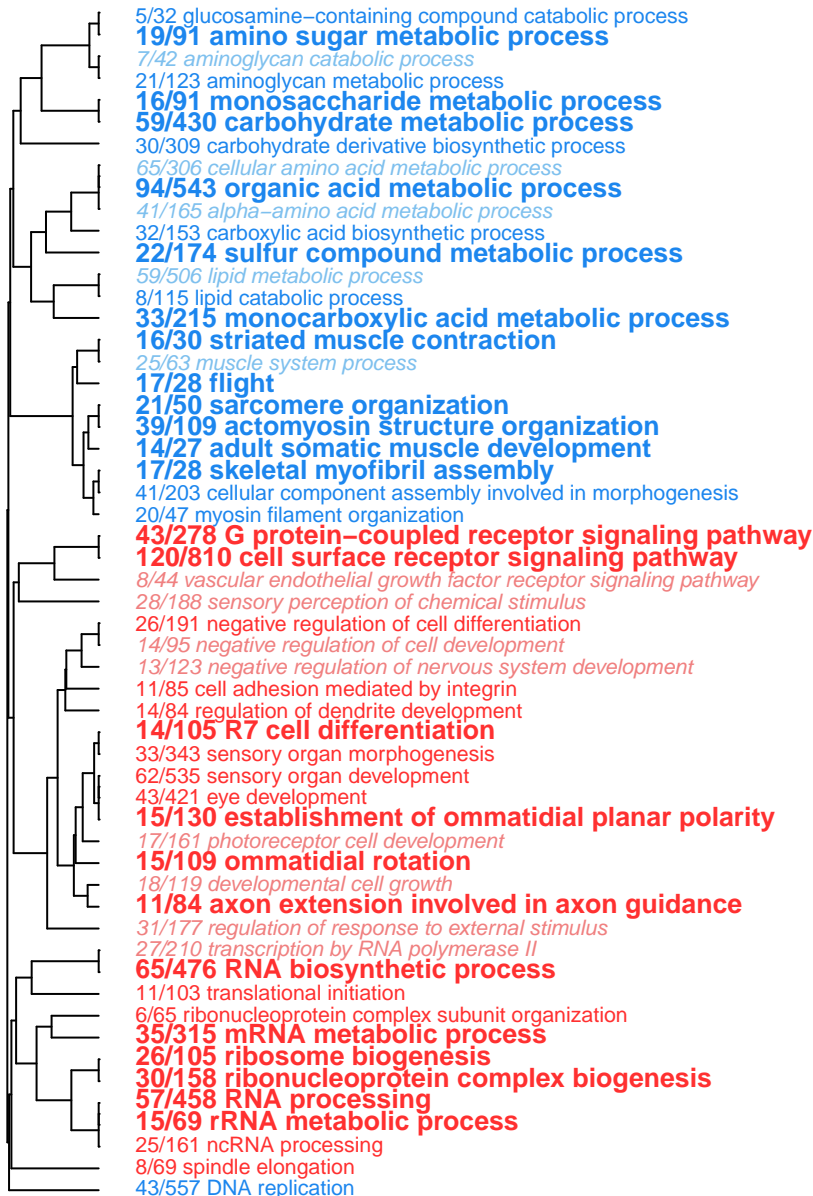 5/32 glucosamine−containing compound catabolic process
19/91 amino sugar metabolic process
7/42 aminoglycan catabolic process
21/123 aminoglycan metabolic process
16/91 monosaccharide metabolic process
59/430 carbohydrate metabolic process
30/309 carbohydrate derivative biosynthetic process
65/306 cellular amino acid metabolic process
94/543 organic acid metabolic process
41/165 alpha−amino acid metabolic process
32/153 carboxylic acid biosynthetic process
22/174 sulfur compound metabolic process
59/506 lipid metabolic process
8/115 lipid catabolic process
33/215 monocarboxylic acid metabolic process
16/30 striated muscle contraction
25/63 muscle system process
17/28 flight
21/50 sarcomere organization
39/109 actomyosin structure organization
14/27 adult somatic muscle development
17/28 skeletal myofibril assembly
41/203 cellular component assembly involved in morphogenesis
20/47 myosin filament organization
43/278 G protein−coupled receptor signaling pathway
120/810 cell surface receptor signaling pathway
8/44 vascular endothelial growth factor receptor signaling pathway
28/188 sensory perception of chemical stimulus
26/191 negative regulation of cell differentiation
14/95 negative regulation of cell development
13/123 negative regulation of nervous system development
11/85 cell adhesion mediated by integrin
14/84 regulation of dendrite development
14/105 R7 cell differentiation
33/343 sensory organ morphogenesis
62/535 sensory organ development
43/421 eye development
15/130 establishment of ommatidial planar polarity
17/161 photoreceptor cell development
15/109 ommatidial rotation
18/119 developmental cell growth
11/84 axon extension involved in axon guidance
31/177 regulation of response to external stimulus
27/210 transcription by RNA polymerase II
65/476 RNA biosynthetic process
11/103 translational initiation
6/65 ribonucleoprotein complex subunit organization
35/315 mRNA metabolic process
26/105 ribosome biogenesis
30/158 ribonucleoprotein complex biogenesis
57/458 RNA processing
15/69 rRNA metabolic process
25/161 ncRNA processing
8/69 spindle elongation
43/557 DNA replication